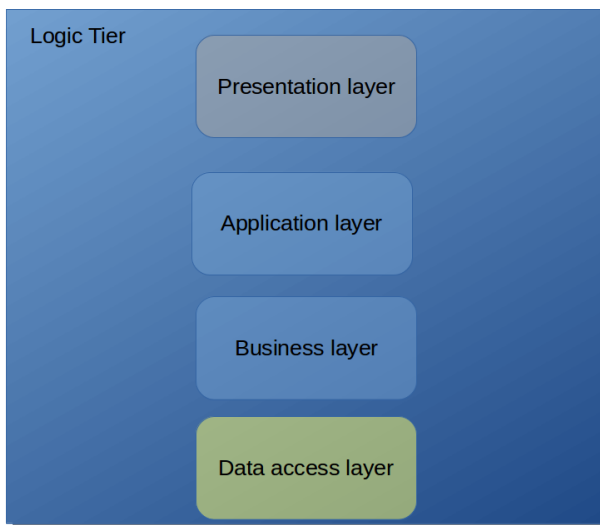 Logic Tier
Presentation layer
Application layer
Business layer
Data access layer